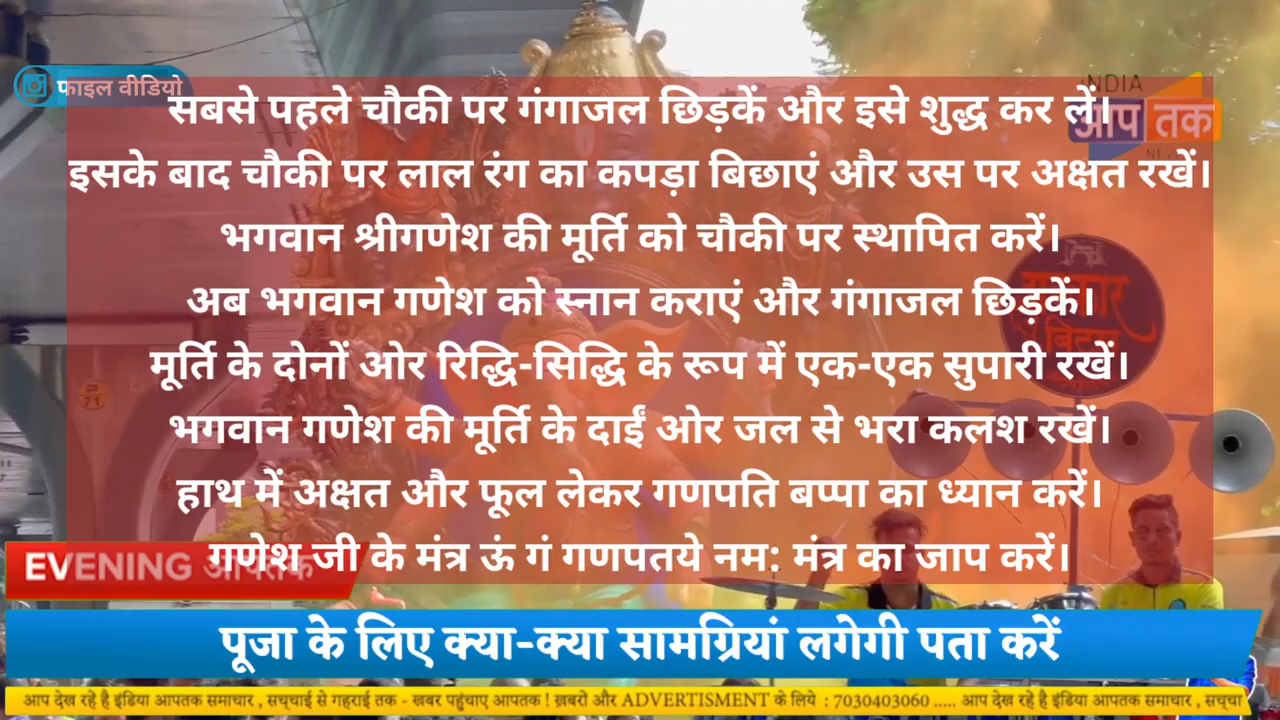 फाइल वीडियो
INDIA
आप तक
सबसे पहले चौकी पर गंगाजल छिड़कें और इसे शुद्ध कर लें।
इसके बाद चौकी पर लाल रंग का कपड़ा बिछाएं और उस पर अक्षत रखें।
भगवान श्रीगणेश की मूर्ति को चौकी पर स्थापित करें।
अब भगवान गणेश को स्नान कराएं और गंगाजल छिड़कें।
मूर्ति के दोनों ओर रिद्धि-सिद्धि के रूप में एक-एक सुपारी रखें।
भगवान गणेश की मूर्ति के दाईं ओर जल से भरा कलश रखें।
हाथ में अक्षत और फूल लेकर गणपति बप्पा का ध्यान करें।
गणेश जी के मंत्र ऊं गं गणपतये नम: मंत्र का जाप करें।
P
71
EVENING आपतक
पूजा के लिए क्या-क्या सामग्रियां लगेगी पता करें
आप देख रहे है इंडिया आपतक समाचार , सच्चाई से गहराई तक - खबर पहुंचाए आपतक ! ख़बरों और ADVERTISMENT के लिये : 7030403060 ..... आप देख रहे है इंडिया आपतक समाचार , सच्चा